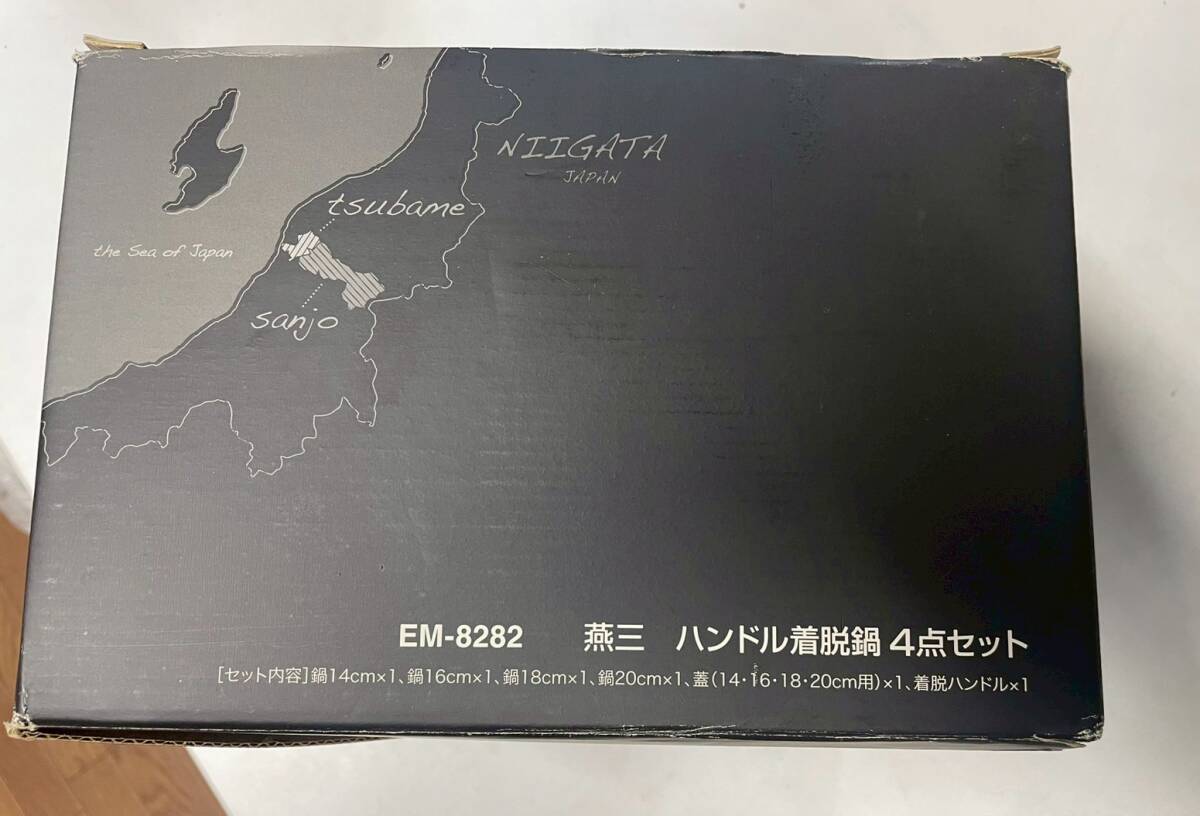 NIIGATA
JAPAN
tsubame
the Sea of Japan
sanjo
EM-8282 燕三 ハンドル着脱鍋 4点セット
[セット内容]鍋14cm×1、鍋16cm×1、鍋18cm×1、鍋20cm×1、蓋(14・16・18・20cm用)×1、着脱ハンドル×1